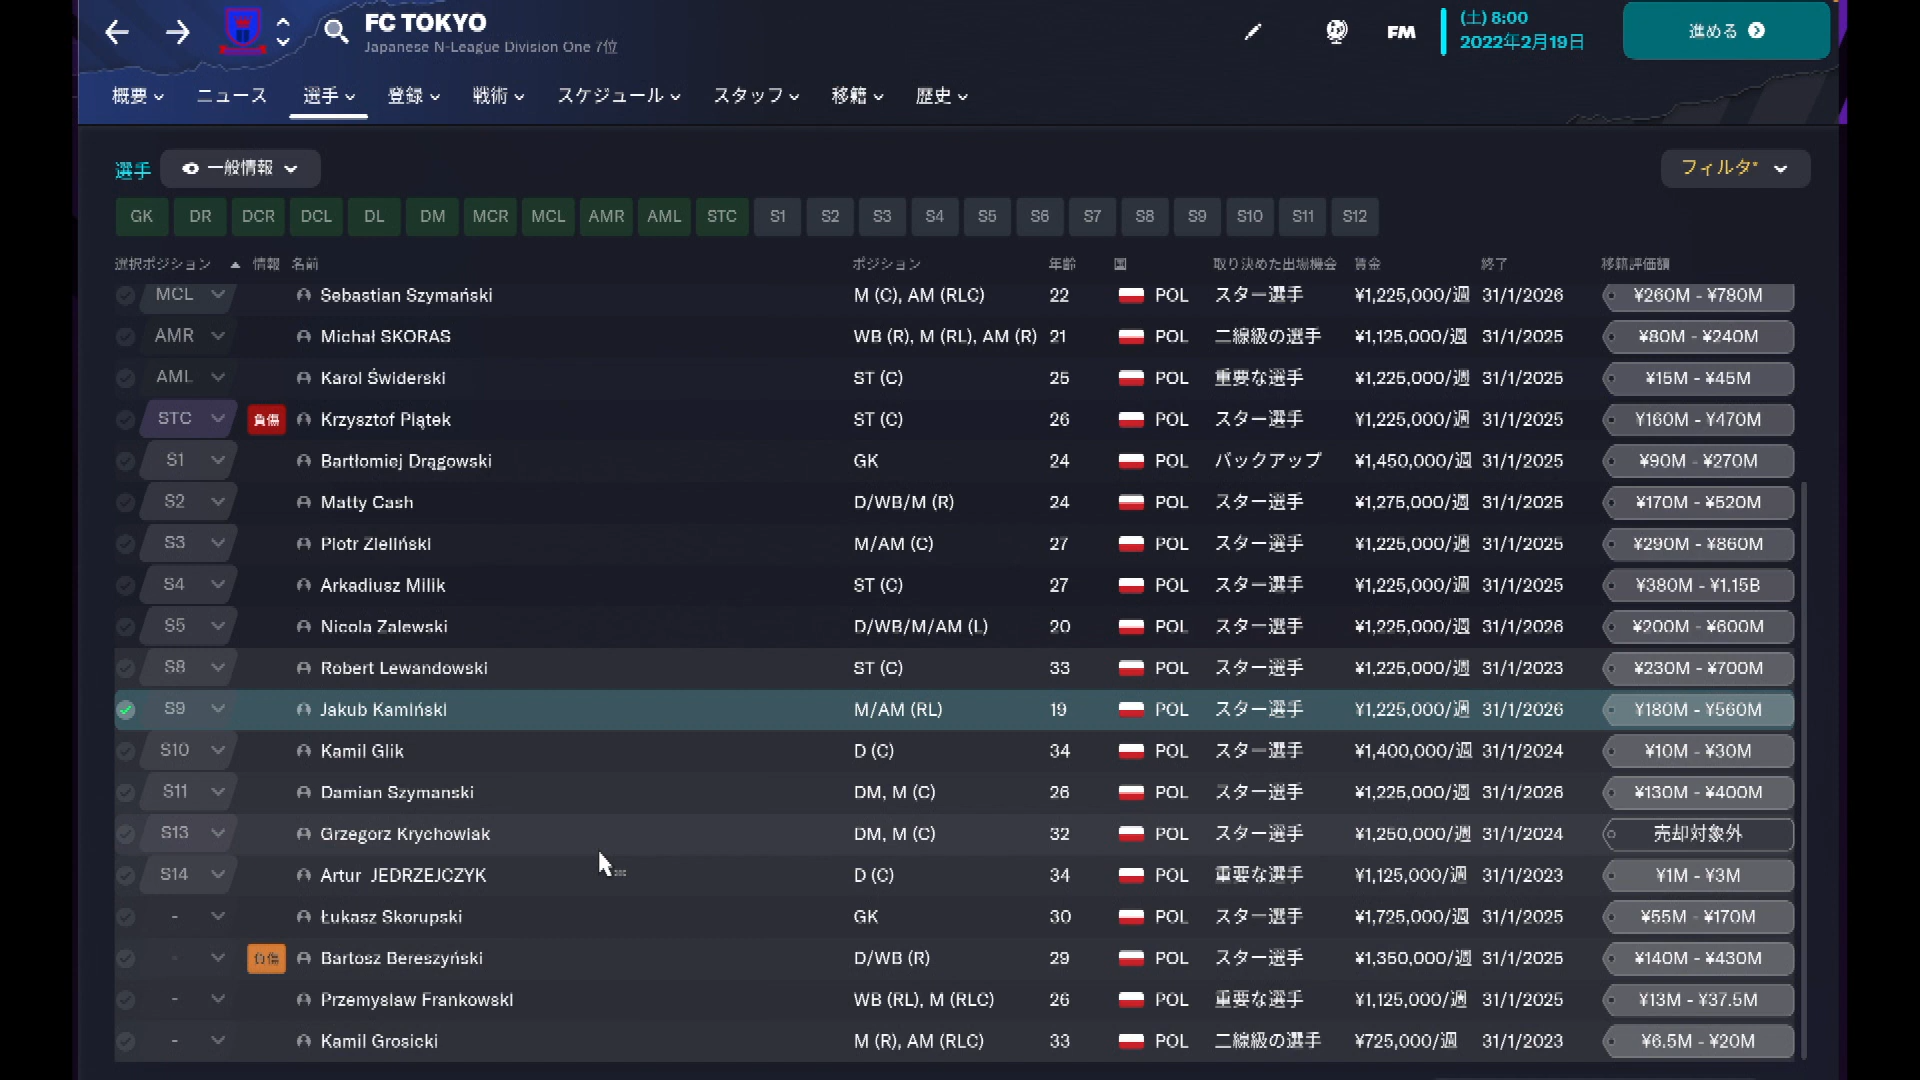 FC TOKYO
Japanese N-League Division One 7位
FM
(土) 8:00
2022年2月19日
進める
概要 ニュース 選手 登録 戦術 スケジュール スタッフ 移籍 歴史
選手 一般情報 フィルタ*
GK DR DCR DCL DL DM MCR MCL AMR AML STC S1 S2 S3 S4 S5 S6 S7 S8 S9 S10 S11 S12
選択ポジション 情報 名前 ポジション 年齢 国 取り決めた出場機会 賃金 終了 移籍評価額
MCL Sebastian Szymański M (C), AM (RLC) 22 POL スター選手 ¥1,225,000/週 31/1/2026 ¥260M - ¥780M
AMR Michał SKORAS WB (R), M (RL), AM (R) 21 POL 二線級の選手 ¥1,125,000/週 31/1/2025 ¥80M - ¥240M
AML Karol Świderski ST (C) 25 POL 重要な選手 ¥1,225,000/週 31/1/2025 ¥15M - ¥45M
STC 負傷 Krzysztof Piątek ST (C) 26 POL スター選手 ¥1,225,000/週 31/1/2025 ¥160M - ¥470M
S1 Bartłomiej Drągowski GK 24 POL バックアップ ¥1,450,000/週 31/1/2025 ¥90M - ¥270M
S2 Matty Cash D/WB/M (R) 24 POL スター選手 ¥1,275,000/週 31/1/2025 ¥170M - ¥520M
S3 Piotr Zieliński M/AM (C) 27 POL スター選手 ¥1,225,000/週 31/1/2025 ¥290M - ¥860M
S4 Arkadiusz Milik ST (C) 27 POL スター選手 ¥1,225,000/週 31/1/2025 ¥380M - ¥1.15B
S5 Nicola Zalewski D/WB/M/AM (L) 20 POL スター選手 ¥1,225,000/週 31/1/2026 ¥200M - ¥600M
S8 Robert Lewandowski ST (C) 33 POL スター選手 ¥1,225,000/週 31/1/2023 ¥230M - ¥700M
S9 Jakub Kamiński M/AM (RL) 19 POL スター選手 ¥1,225,000/週 31/1/2026 ¥180M - ¥560M
S10 Kamil Glik D (C) 34 POL スター選手 ¥1,400,000/週 31/1/2024 ¥10M - ¥30M
S11 Damian Szymanski DM, M (C) 26 POL スター選手 ¥1,225,000/週 31/1/2026 ¥130M - ¥400M
S13 Grzegorz Krychowiak DM, M (C) 32 POL スター選手 ¥1,250,000/週 31/1/2024 売却対象外
S14 Artur JEDRZEJCZYK D (C) 34 POL 重要な選手 ¥1,125,000/週 31/1/2023 ¥1M - ¥3M
- Łukasz Skorupski GK 30 POL スター選手 ¥1,725,000/週 31/1/2025 ¥55M - ¥170M
- 負傷 Bartosz Bereszyński D/WB (R) 29 POL スター選手 ¥1,350,000/週 31/1/2025 ¥140M - ¥430M
- Przemyslaw Frankowski WB (RL), M (RLC) 26 POL 重要な選手 ¥1,125,000/週 31/1/2025 ¥13M - ¥37.5M
- Kamil Grosicki M (R), AM (RLC) 33 POL 二線級の選手 ¥725,000/週 31/1/2023 ¥6.5M - ¥20M